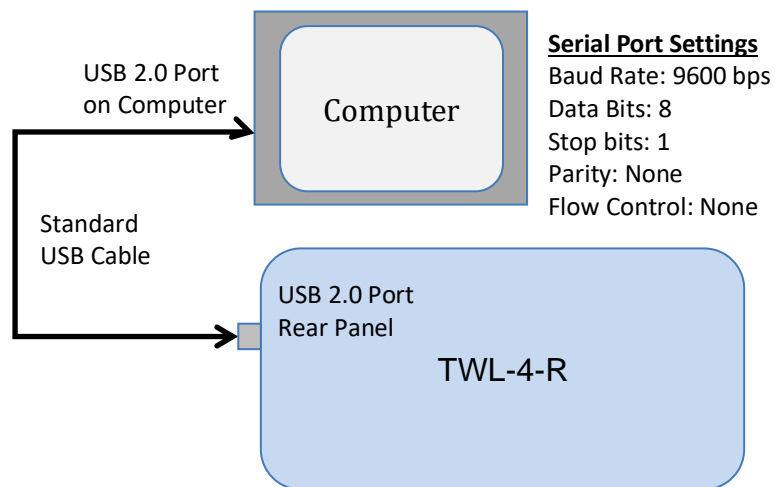 USB 2.0 Port
on Computer
Computer
Serial Port Settings
Baud Rate: 9600 bps
Data Bits: 8
Stop bits: 1
Parity: None
Flow Control: None
Standard
USB Cable
USB 2.0 Port
Rear Panel
TWL-4-R